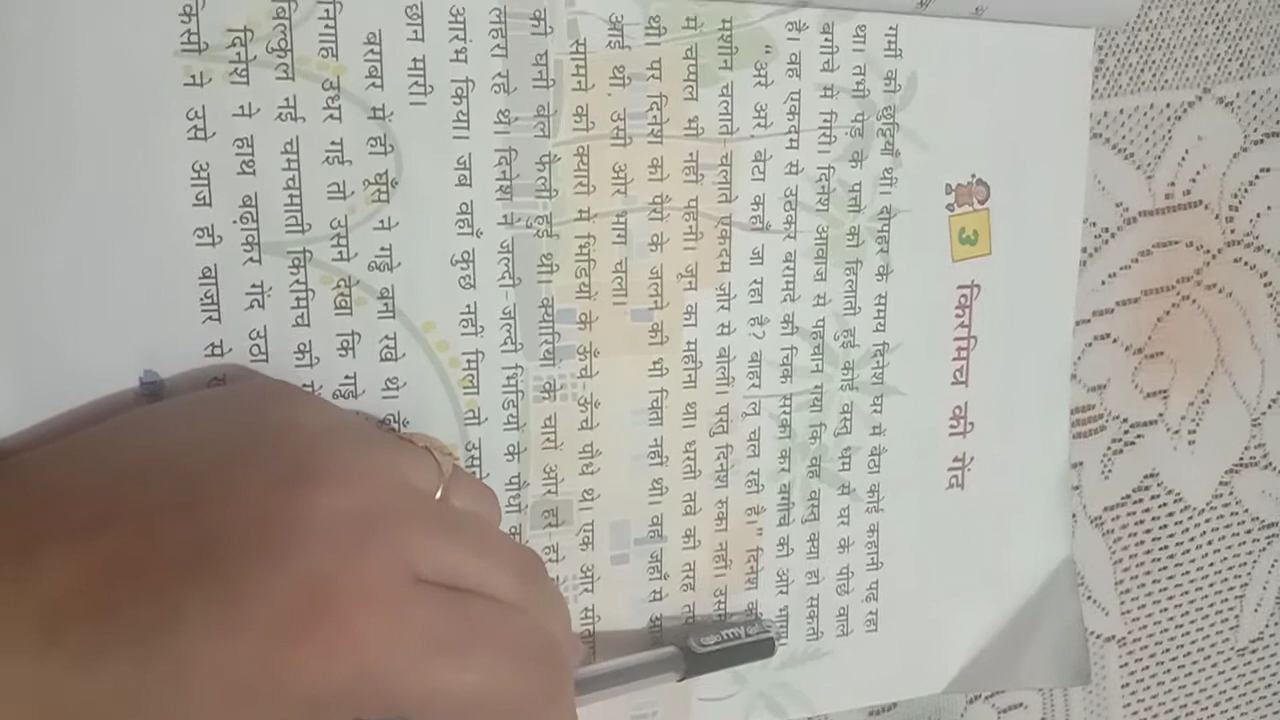 3 किरमिच की गेंद
गर्मी की छुट्टियाँ थीं। दोपहर के समय दिनेश घर में बैठा कोई कहानी पढ़ रहा
था। तभी पेड़ के पत्तों को हिलाती हुई कोई वस्तु धम से घर के पीछे वाले
बगीचे में गिरी। दिनेश आवाज़ से पहचान गया कि वह वस्तु क्या हो सकती
है। वह एकदम से उठकर बरामदे की चिक सरका कर बगीचे की ओर भागा।
“अरे अरे, बेटा कहाँ जा रहा है? बाहर लू चल रही है।” दिनेश की
मशीन चलाते-चलाते एकदम ज़ोर से बोलीं। परंतु दिनेश रुका नहीं। उसने
में चप्पल भी नहीं पहनी। जून का महीना था। धरती तवे की तरह
थी। पर दिनेश को पैरों के जलने की भी चिंता नहीं थी। वह जहाँ से
आई थी, उसी ओर भाग चला।
सामने की क्यारी में भिंडियों के ऊँचे-ऊँचे पौधे थे। एक ओर
की घनी बेल फैली हुई थी। क्यारियों के चारों ओर हरे-हरे
लहरा रहे थे। दिनेश ने जल्दी-जल्दी भिंडियों के पौधों
आरंभ किया। जब वहाँ कुछ नहीं मिला तो उसने
छान मारी।
बराबर में ही घूँस ने गड्ढे बना रखे थे।
निगाह उधर गई तो उसने देखा कि गड्ढे
बिलकुल नई चमचमाती किरमिच की
दिनेश ने हाथ बढ़ाकर गेंद उठा
किसी ने उसे आज ही बाज़ार से
my